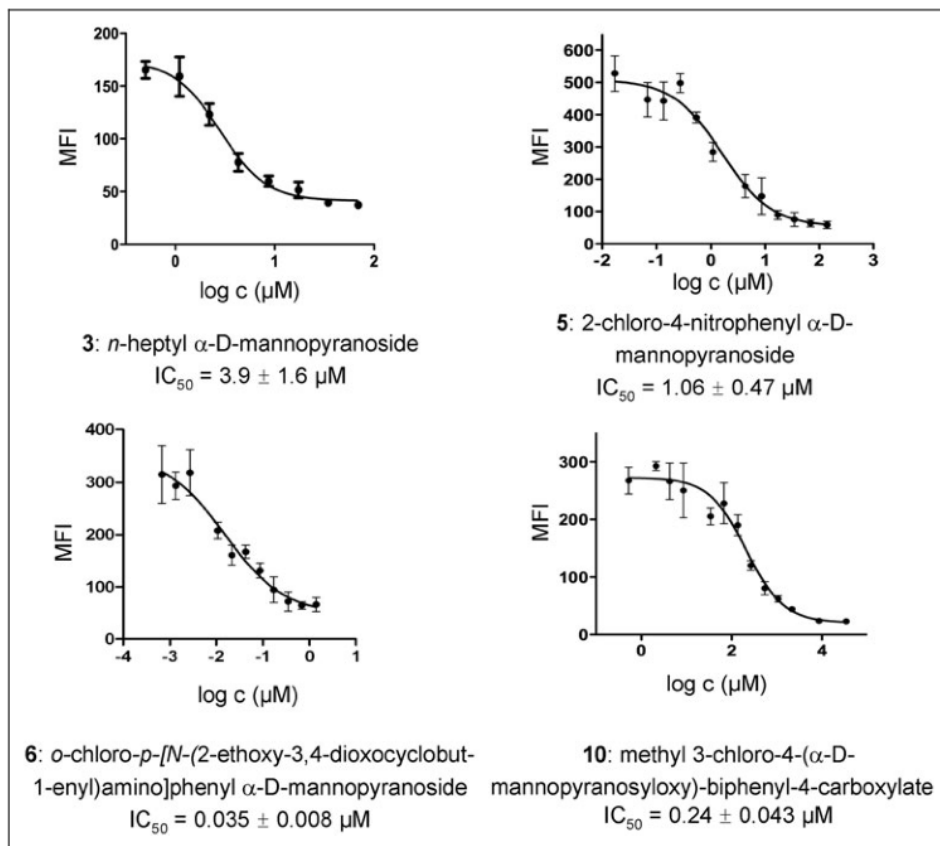 200
150
100
50
0
MFI
0
1
2
log c (µM)
3: n-heptyl α-D-mannopyranoside
IC50 = 3.9 ± 1.6 µM
600
500
400
300
200
100
0
MFI
-2
-1
0
1
2
3
log c (µM)
5: 2-chloro-4-nitrophenyl α-D-
mannopyranoside
IC50 = 1.06 ± 0.47 µM
400
300
200
100
0
MFI
-4
-3
-2
-1
0
1
log c (µM)
6: o-chloro-p-[N-(2-ethoxy-3,4-dioxocyclobut-
1-enyl)amino]phenyl α-D-mannopyranoside
IC50 = 0.035 ± 0.008 µM
300
200
100
0
MFI
0
2
4
log c (µM)
10: methyl 3-chloro-4-(α-D-
mannopyranosyloxy)-biphenyl-4-carboxylate
IC50 = 0.24 ± 0.043 µM